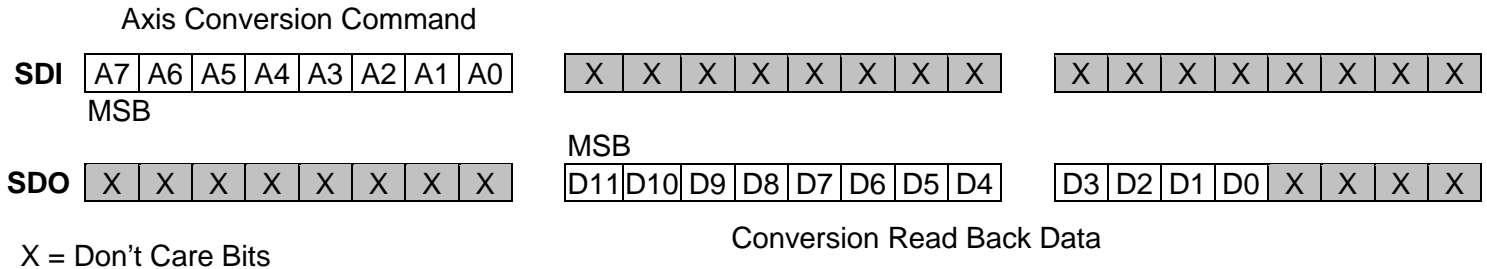 Axis Conversion Command
SDI A7 A6 A5 A4 A3 A2 A1 A0 X X X X X X X X X X X X X X X X
MSB
MSB
SDO X X X X X X X X D11 D10 D9 D8 D7 D6 D5 D4 D3 D2 D1 D0 X X X X
Conversion Read Back Data
X = Don't Care Bits